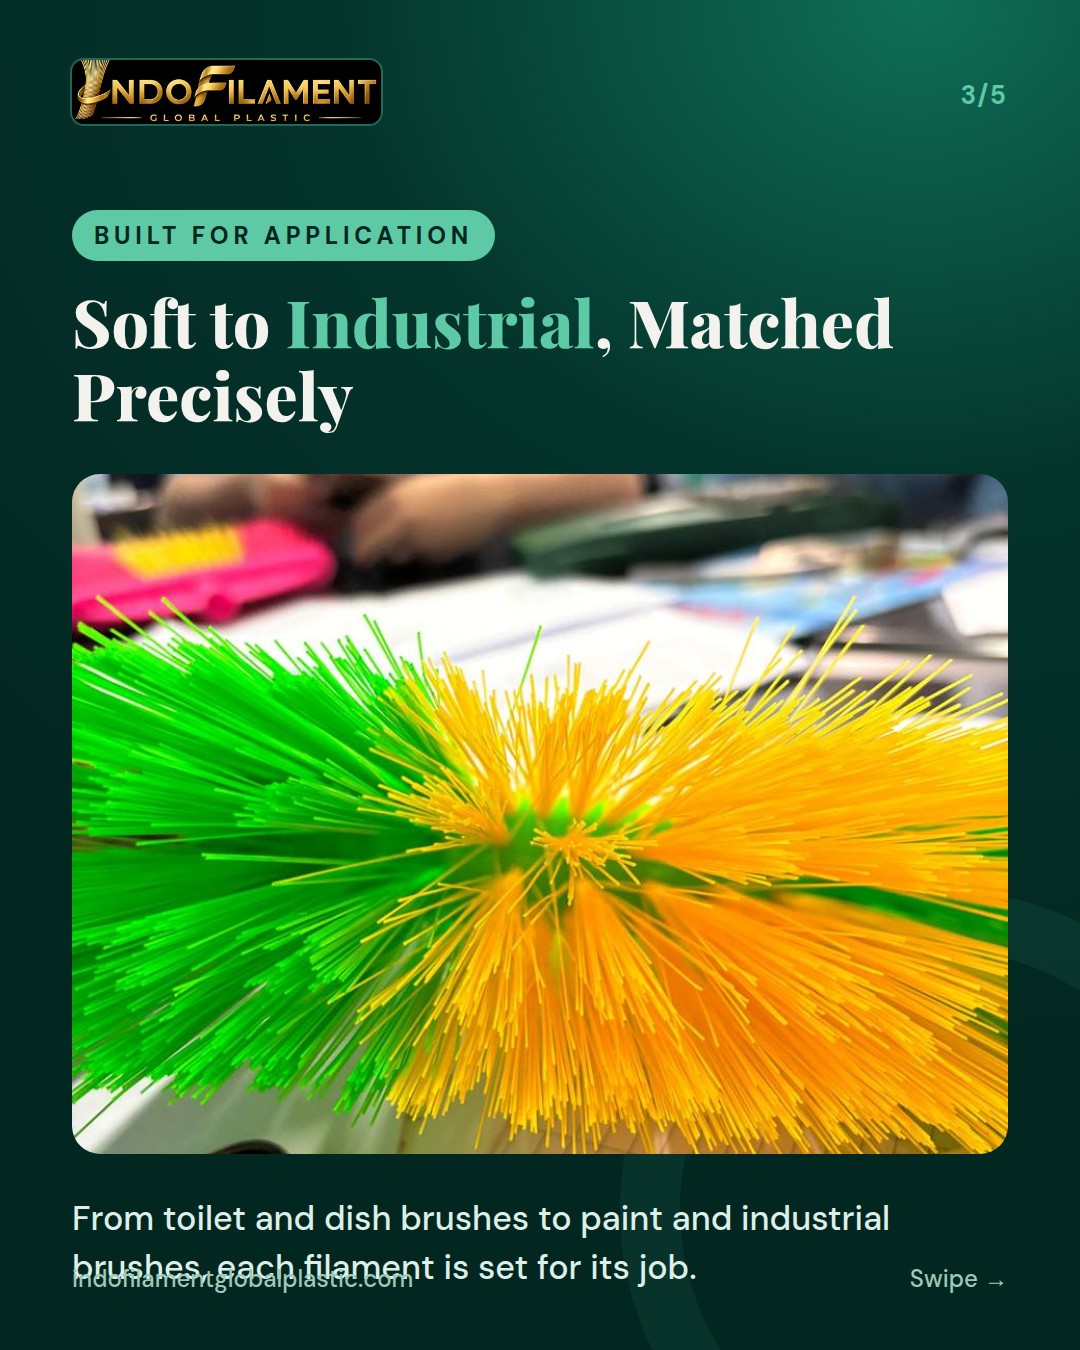 INDOFILAMENT
GLOBAL PLASTIC
3/5
BUILT FOR APPLICATION
Soft to Industrial, Matched
Precisely
From toilet and dish brushes to paint and industrial
brushes, each filament is set for its job.
indofilamentglobalplastic.com
Swipe →